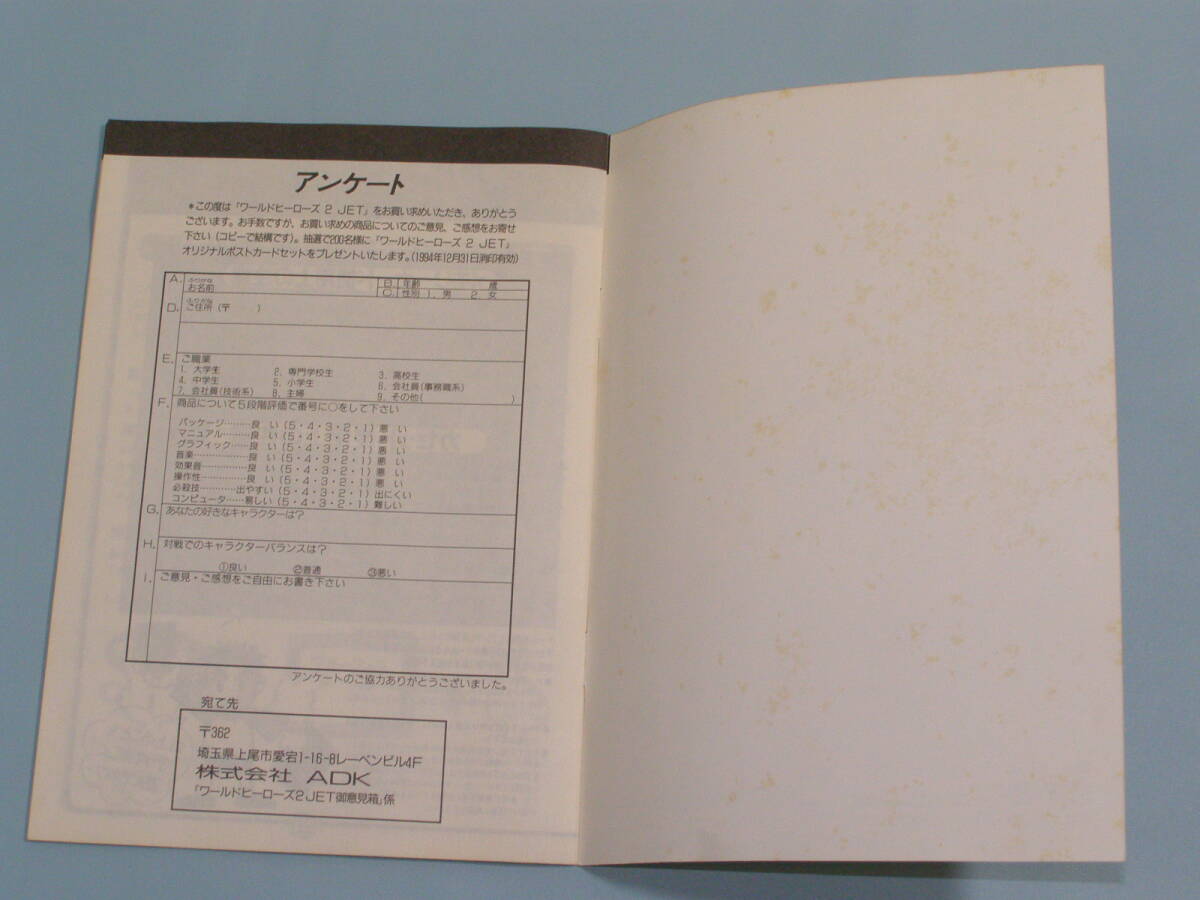 アンケート
＊この度は「ワールドヒーローズ 2 JET」をお買い求めいただき、ありがとう
ございます。お手数ですが、お買い求めの商品についてのご意見、ご感想をお寄せ
下さい（コピーで結構です）。抽選で200名様に「ワールドヒーローズ 2 JET」
オリジナルポストカードセットをプレゼントいたします。（1994年12月31日消印有効）
A. ふりがな
お名前
B. 年齢 歳
C. 性別 1. 男 2. 女
D. ふりがな
ご住所（〒 ）
E. ご職業
1. 大学生 2. 専門学校生 3. 高校生
4. 中学生 5. 小学生 6. 会社員（事務職系）
7. 会社員（技術系） 8. 主婦 9. その他（ ）
F. 商品について5段階評価で番号に○をして下さい
パッケージ………良 い（5・4・3・2・1）悪 い
マニュアル………良 い（5・4・3・2・1）悪 い
グラフィック……良 い（5・4・3・2・1）悪 い
音楽………………良 い（5・4・3・2・1）悪 い
効果音……………良 い（5・4・3・2・1）悪 い
操作性……………良 い（5・4・3・2・1）悪 い
必殺技…………出やすい（5・4・3・2・1）出にくい
コンピュータ……易しい（5・4・3・2・1）難しい
G. あなたの好きなキャラクターは？
H. 対戦でのキャラクターバランスは？
①良い ②普通 ③悪い
I. ご意見・ご感想をご自由にお書き下さい
アンケートのご協力ありがとうございました。
宛て先
〒362
埼玉県上尾市愛宕1-16-8レーベンビル4F
株式会社 ADK
「ワールドヒーローズ2JET御意見箱」係